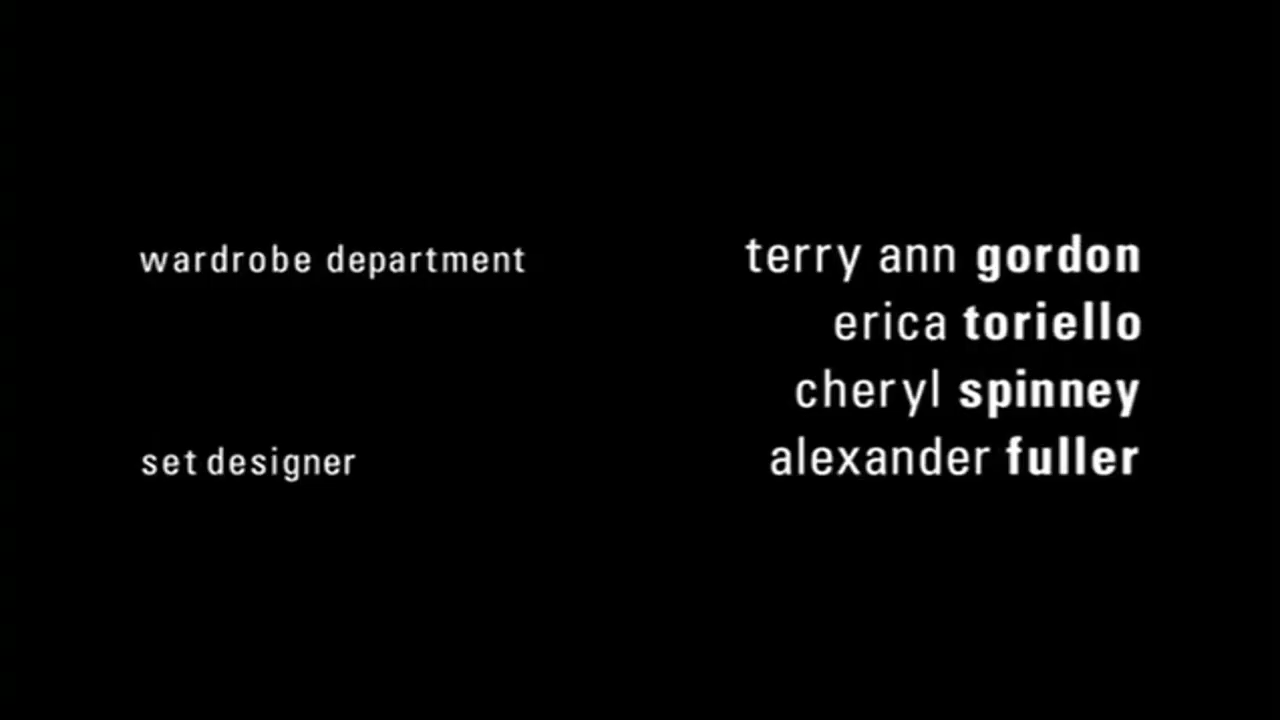 wardrobe department terry ann gordon
erica toriello
cheryl spinney
set designer alexander fuller